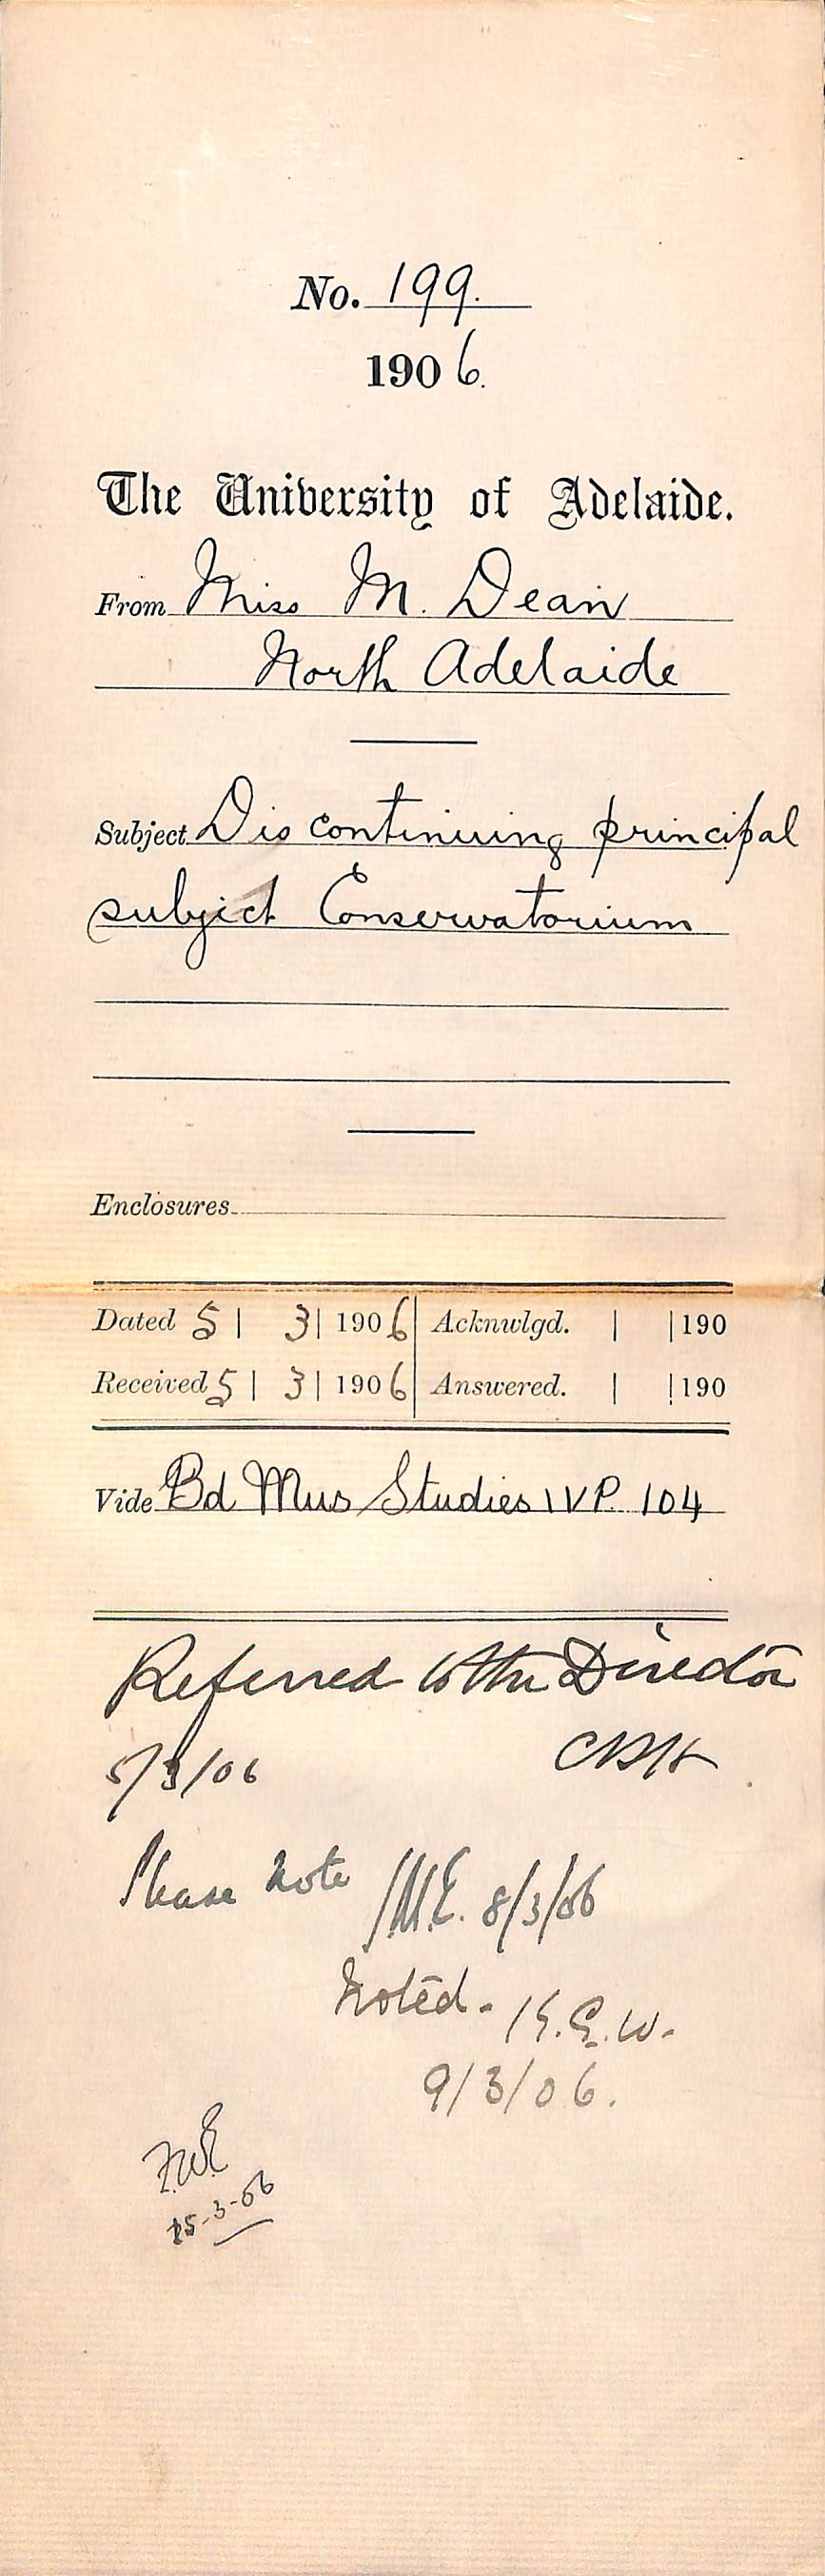 No. 199.
1906.
The University of Adelaide.
From Miss M. Dean
North Adelaide
Subject Discontinuing principal
subject Conservatorium
Enclosures
Dated 5 | 3 | 1906 Acknwlgd. | | 190
Received 5 | 3 | 1906 Answered. | | 190
Vide Bd Mus Studies IV P. 104
Referred to the Director
5/3/06 CRH
Please note J.M.E. 8/3/06
Noted - K.E.W.
9/3/06.
F.W.E
15-3-06